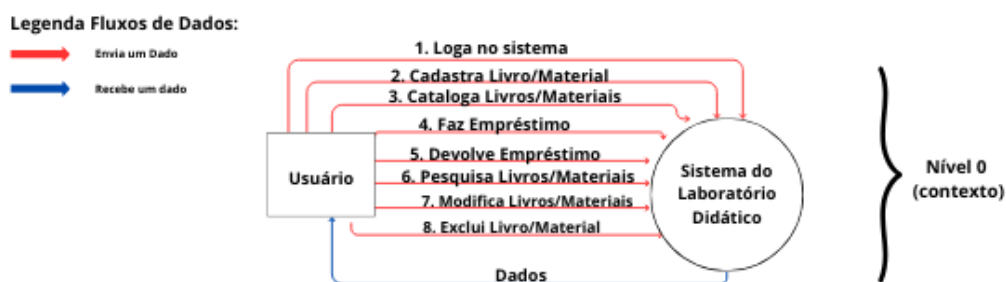 Legenda Fluxos de Dados:
Envia um Dado
Recebe um dado
1. Loga no sistema
2. Cadastra Livro/Material
3. Cataloga Livros/Materiais
4. Faz Empréstimo
5. Devolve Empréstimo
6. Pesquisa Livros/Materiais
7. Modifica Livros/Materiais
8. Exclui Livro/Material
Dados
Usuário
Sistema do
Laboratório
Didático
Nível 0
(contexto)